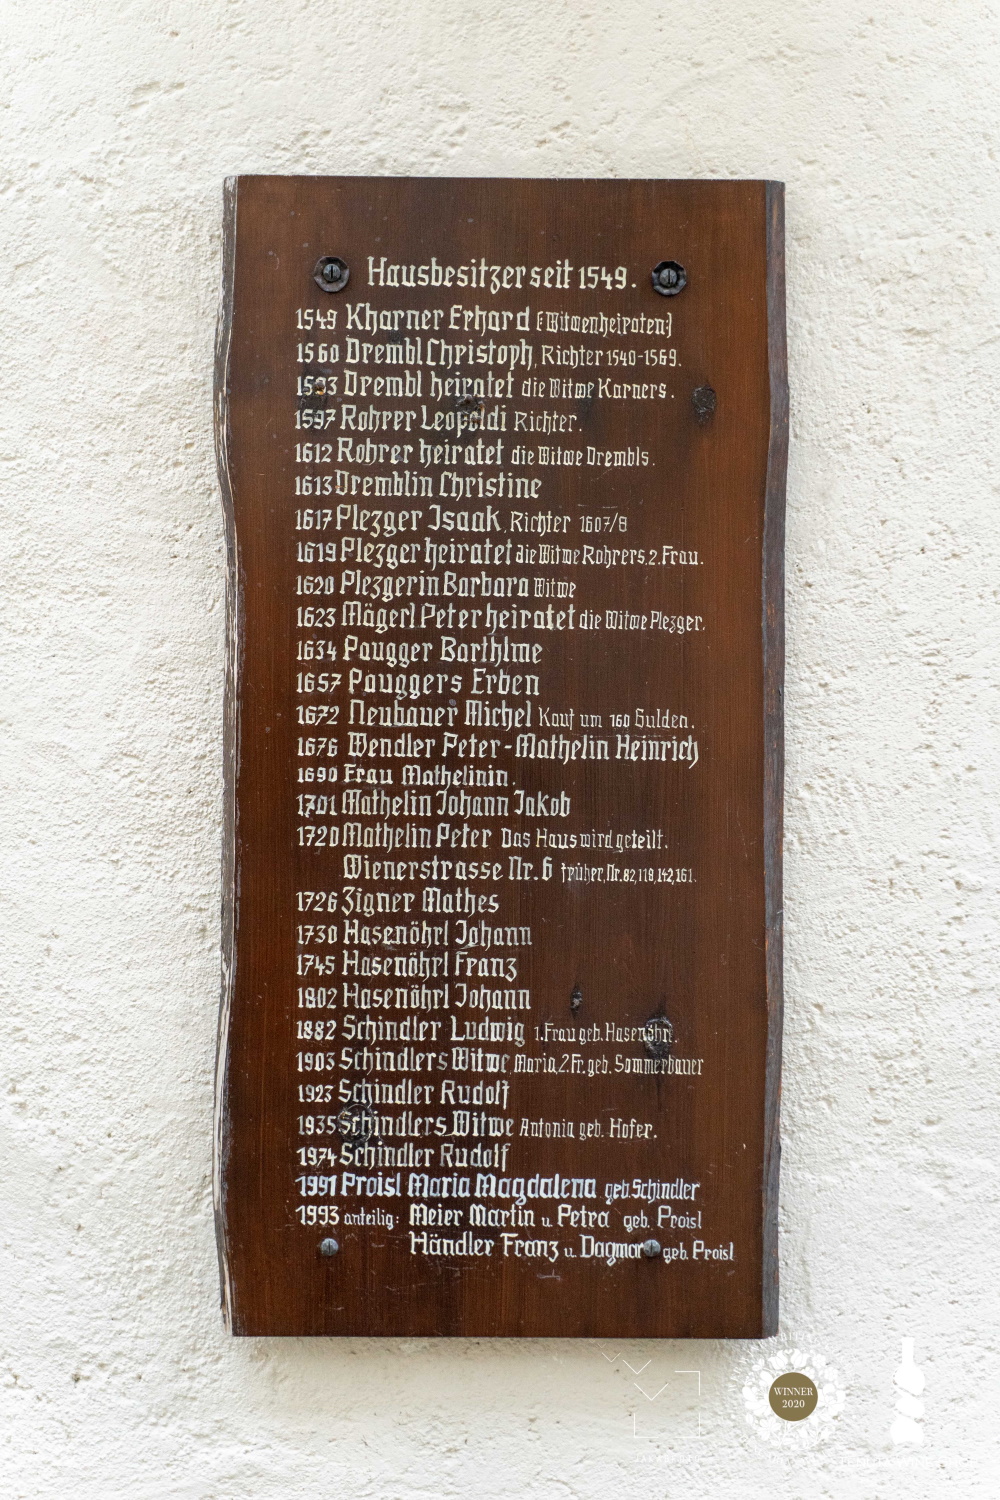 Hausbesitzer seit 1549.
1549 Kharner Erhard (: Witwenheiraten:)
1560 Drembl Christoph, Richter 1540-1569.
1593 Drembl heiratet die Witwe Karners.
1597 Rohrer Leopoldi Richter.
1612 Rohrer heiratet die Witwe Drembls.
1613 Dremblin Christine
1617 Plezger Isaak, Richter 1607/8
1619 Plezger heiratet die Witwe Rohrers, 2. Frau.
1620 Plezgerin Barbara Witwe
1623 Mägerl Peter heiratet die Witwe Plezger.
1634 Paugger Barthlme
1657 Pauggers Erben
1672 Neubauer Michel Kauf um 160 Gulden.
1676 Wendler Peter-Mathelin Heinrich
1690 Frau Mathelinin.
1701 Mathelin Johann Jakob
1720 Mathelin Peter Das Haus wird geteilt.
Wienerstrasse Nr. 6 früher, Nr. 82, 118, 142, 161.
1726 Zigner Mathes
1730 Hasenöhrl Johann
1745 Hasenöhrl Franz
1802 Hasenöhrl Johann
1882 Schindler Ludwig 1. Frau geb. Hasenöhrl.
1903 Schindlers Witwe Maria, 2. Fr. geb. Sommerbauer
1923 Schindler Rudolf
1935 Schindlers Witwe Antonia geb. Hofer.
1974 Schindler Rudolf
1991 Proisl Maria Magdalena geb. Schindler
1993 anteilig: Meier Martin u. Petra geb. Proisl
Händler Franz u. Dagmar geb. Proisl
WINNER
2020